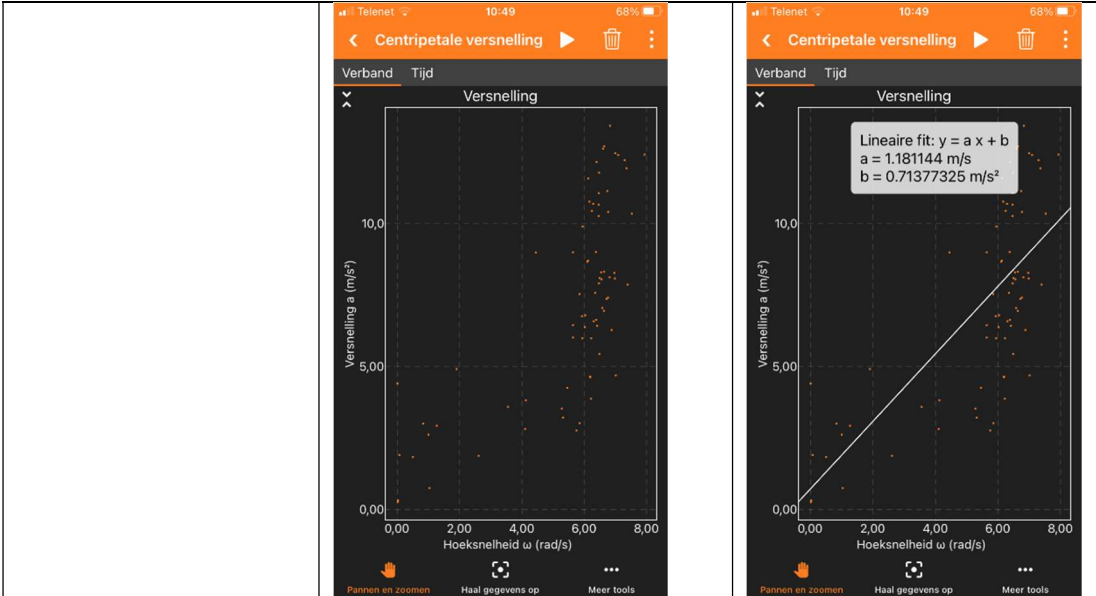 Telenet 10:49 68%
Centripetale versnelling
Verband Tijd
Versnelling
10,0
5,00
0,00
Versnelling a (m/s²)
0,00 2,00 4,00 6,00 8,00
Hoeksnelheid ω (rad/s)
Pannen en zoomen Haal gegevens op Meer tools
Telenet 10:49 68%
Centripetale versnelling
Verband Tijd
Versnelling
Lineaire fit: y = a x + b
a = 1.181144 m/s
b = 0.71377325 m/s²
10,0
5,00
0,00
Versnelling a (m/s²)
0,00 2,00 4,00 6,00 8,00
Hoeksnelheid ω (rad/s)
Pannen en zoomen Haal gegevens op Meer tools